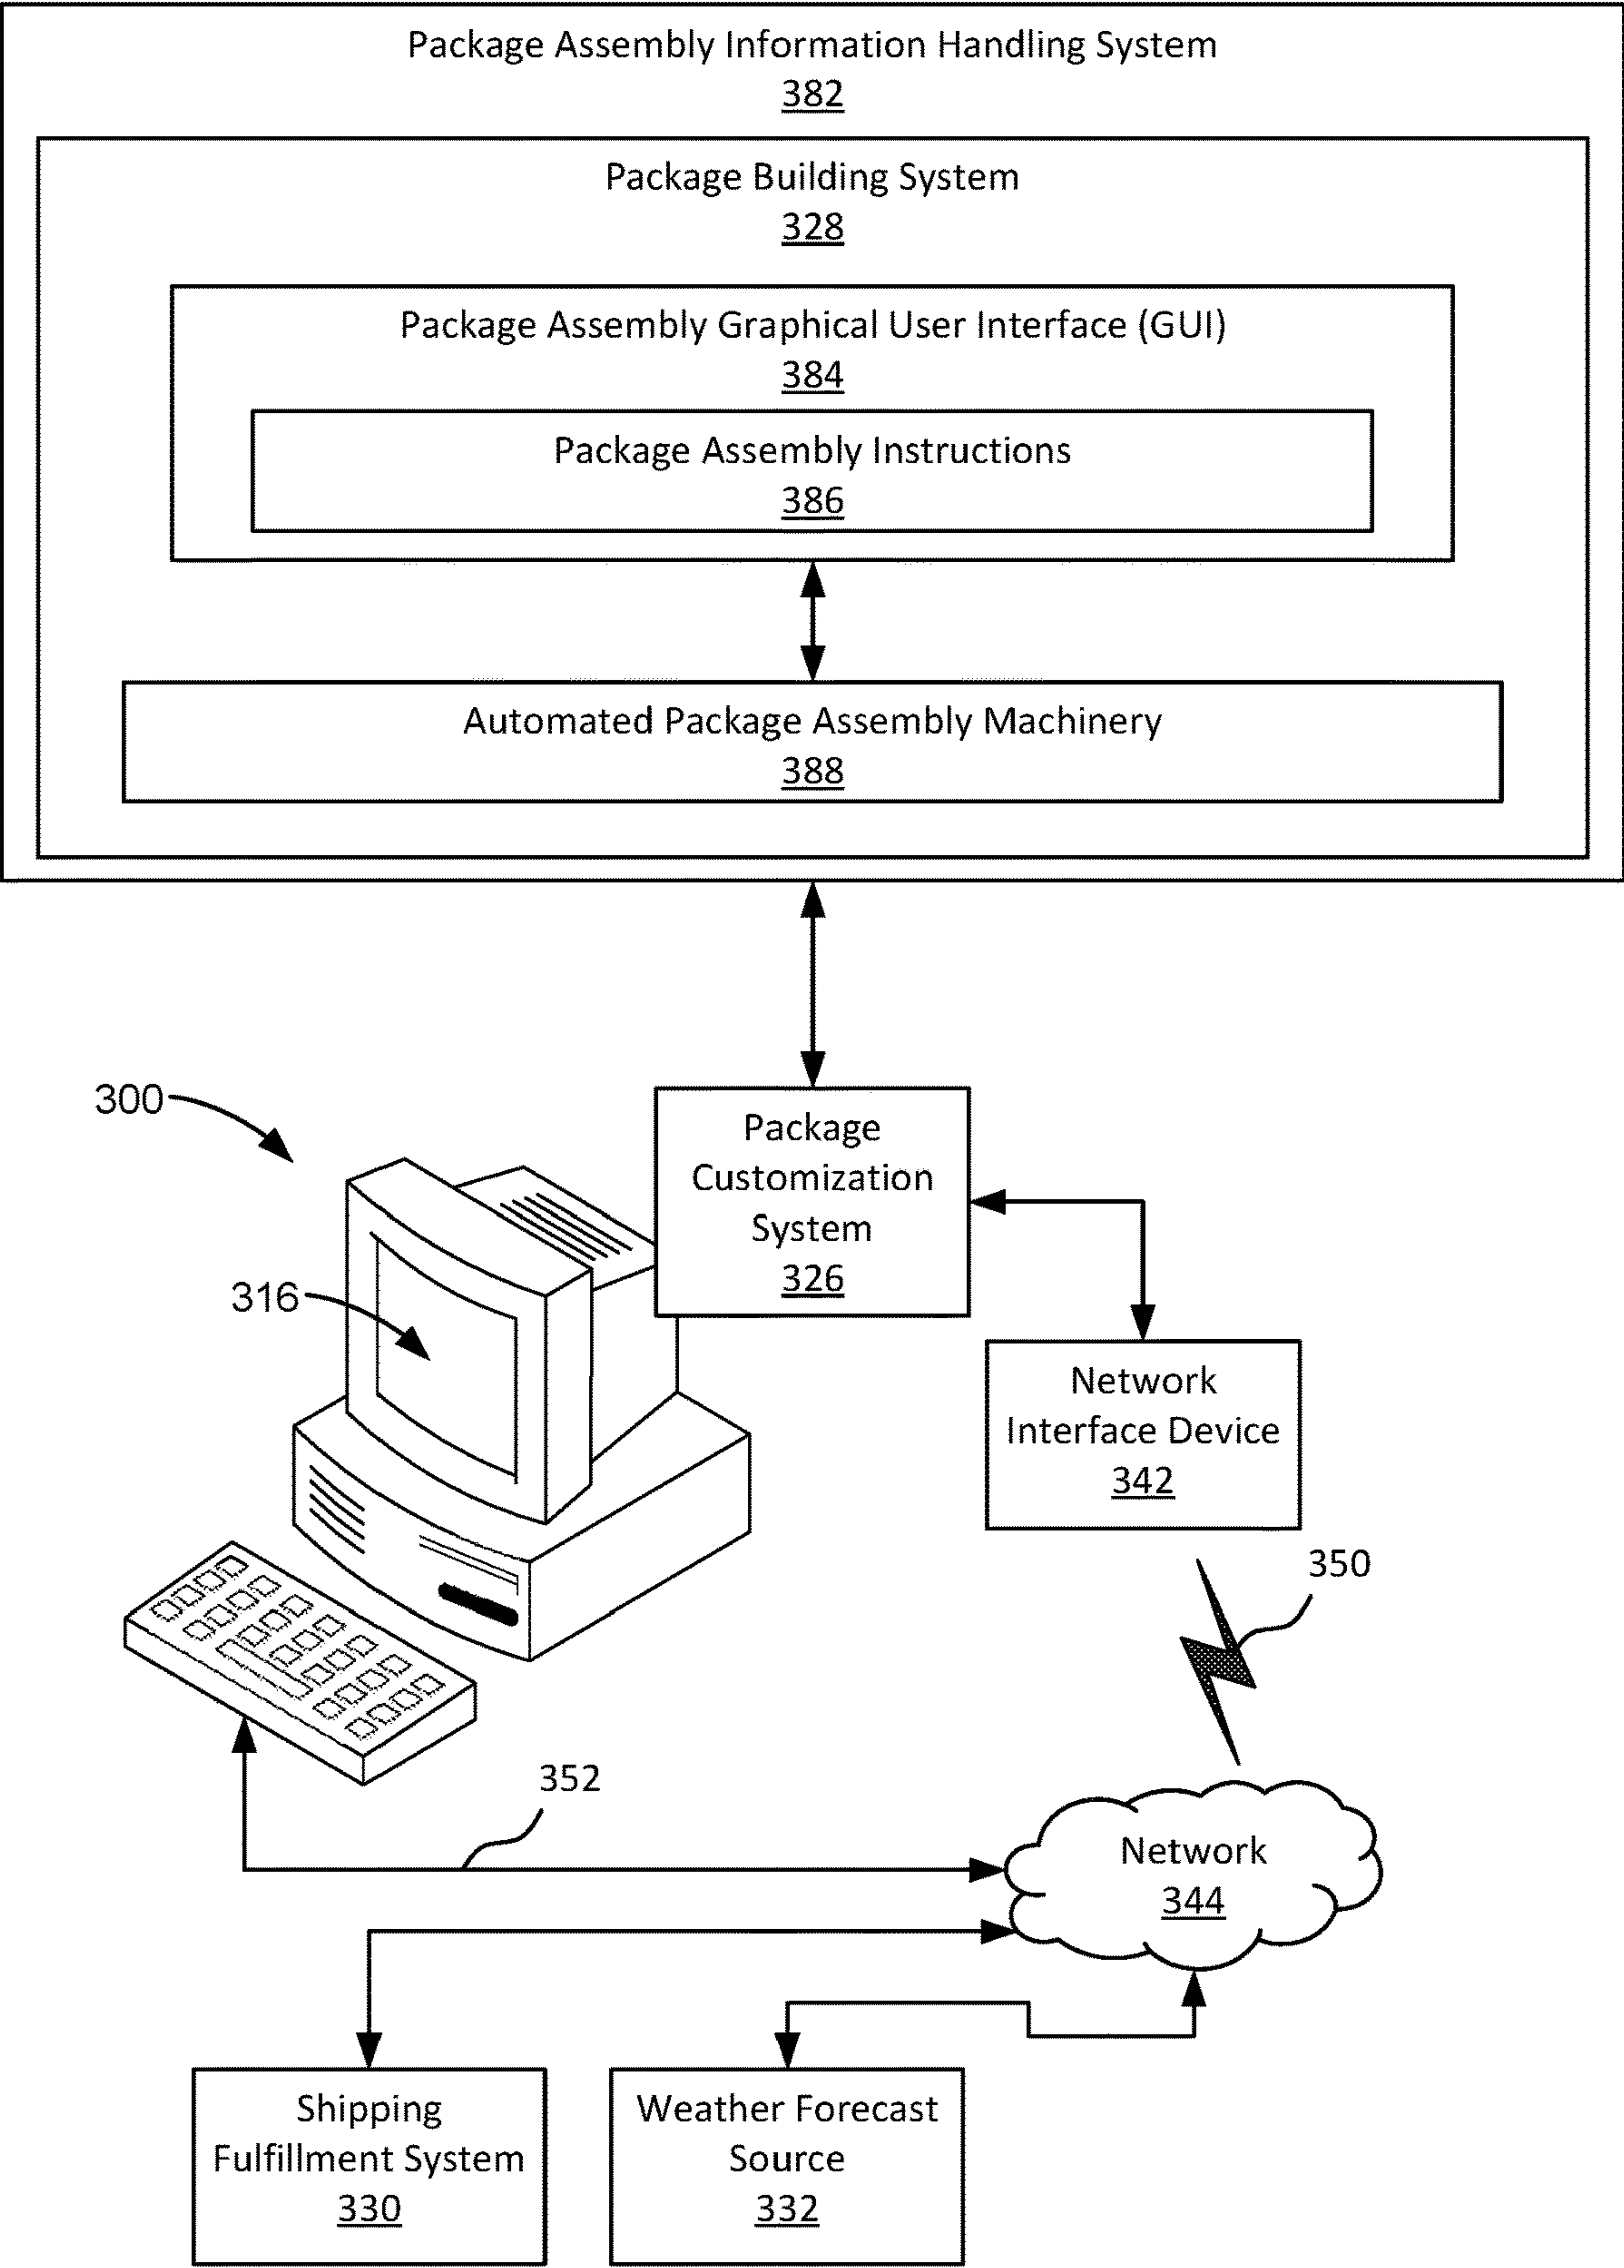 Package Assembly Information Handling System
382
Package Building System
328
Package Assembly Graphical User Interface (GUI)
384
Package Assembly Instructions
386
Automated Package Assembly Machinery
388
300
Package
Customization
System
326
316
Network
Interface Device
342
350
352
Network
344
Shipping
Fulfillment System
330
Weather Forecast
Source
332